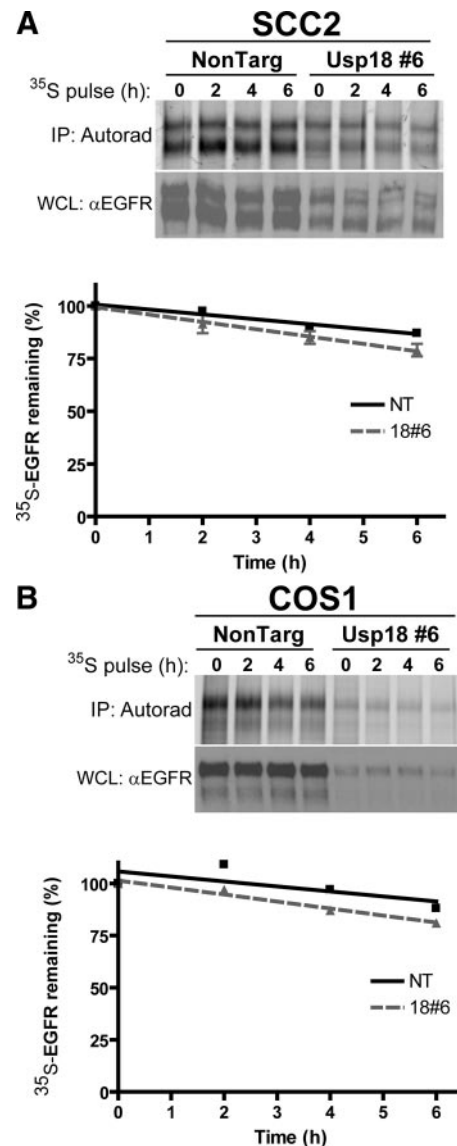 A
SCC2
NonTarg Usp18 #6
³⁵S pulse (h): 0 2 4 6 0 2 4 6
IP: Autorad
WCL: αEGFR
³⁵S-EGFR remaining (%)
100
75
50
25
0
NT
18#6
0 1 2 3 4 5 6
Time (h)
B
COS1
NonTarg Usp18 #6
³⁵S pulse (h): 0 2 4 6 0 2 4 6
IP: Autorad
WCL: αEGFR
³⁵S-EGFR remaining (%)
100
75
50
25
0
NT
18#6
0 1 2 3 4 5 6
Time (h)